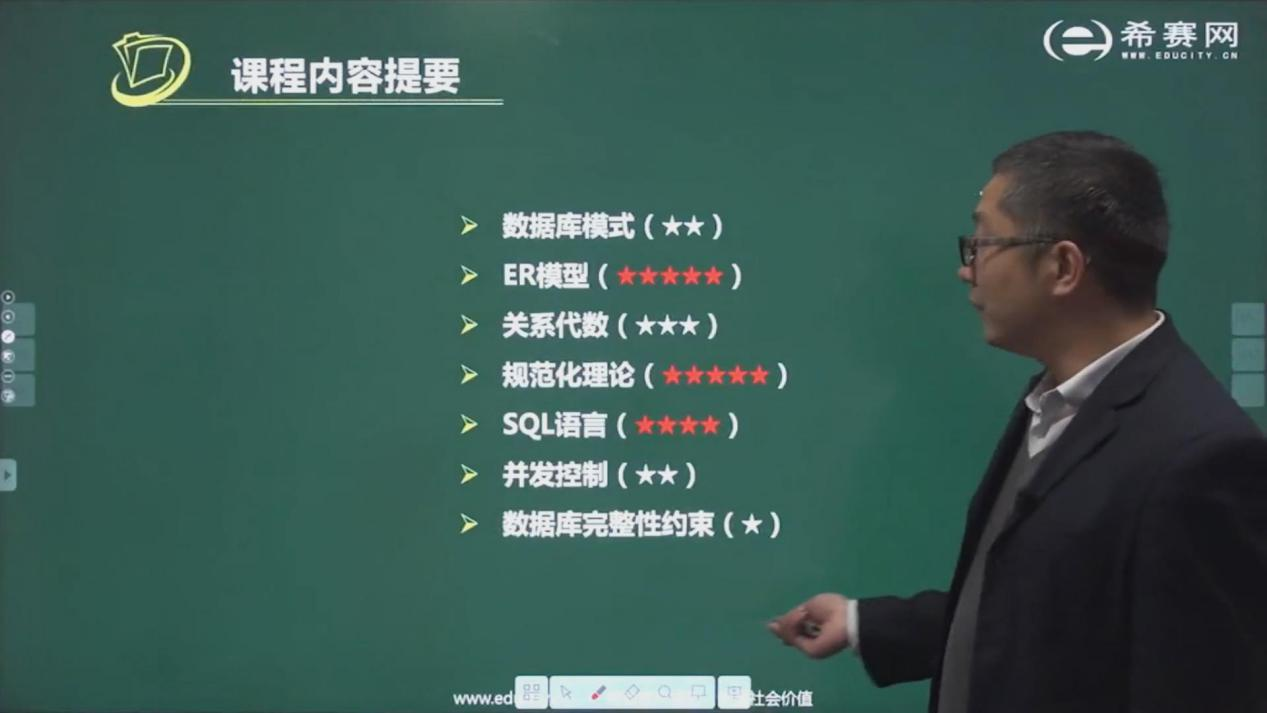 希赛网
WWW.EDUCITY.CN
课程内容提要
数据库模式（★★）
ER模型（★★★★★）
关系代数（★★★）
规范化理论（★★★★★）
SQL语言（★★★★）
并发控制（★★）
数据库完整性约束（★）
www.edu
社会价值